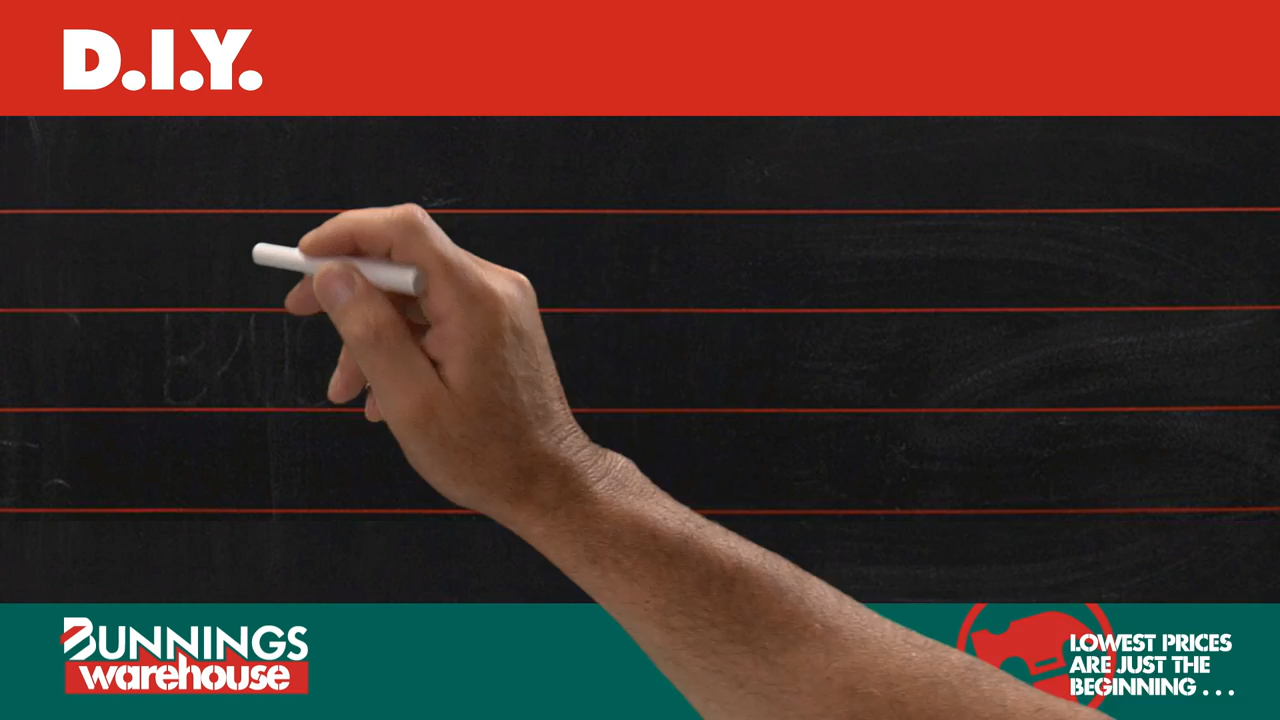 D.I.Y.
BUNNINGS
warehouse
LOWEST PRICES
ARE JUST THE
BEGINNING...